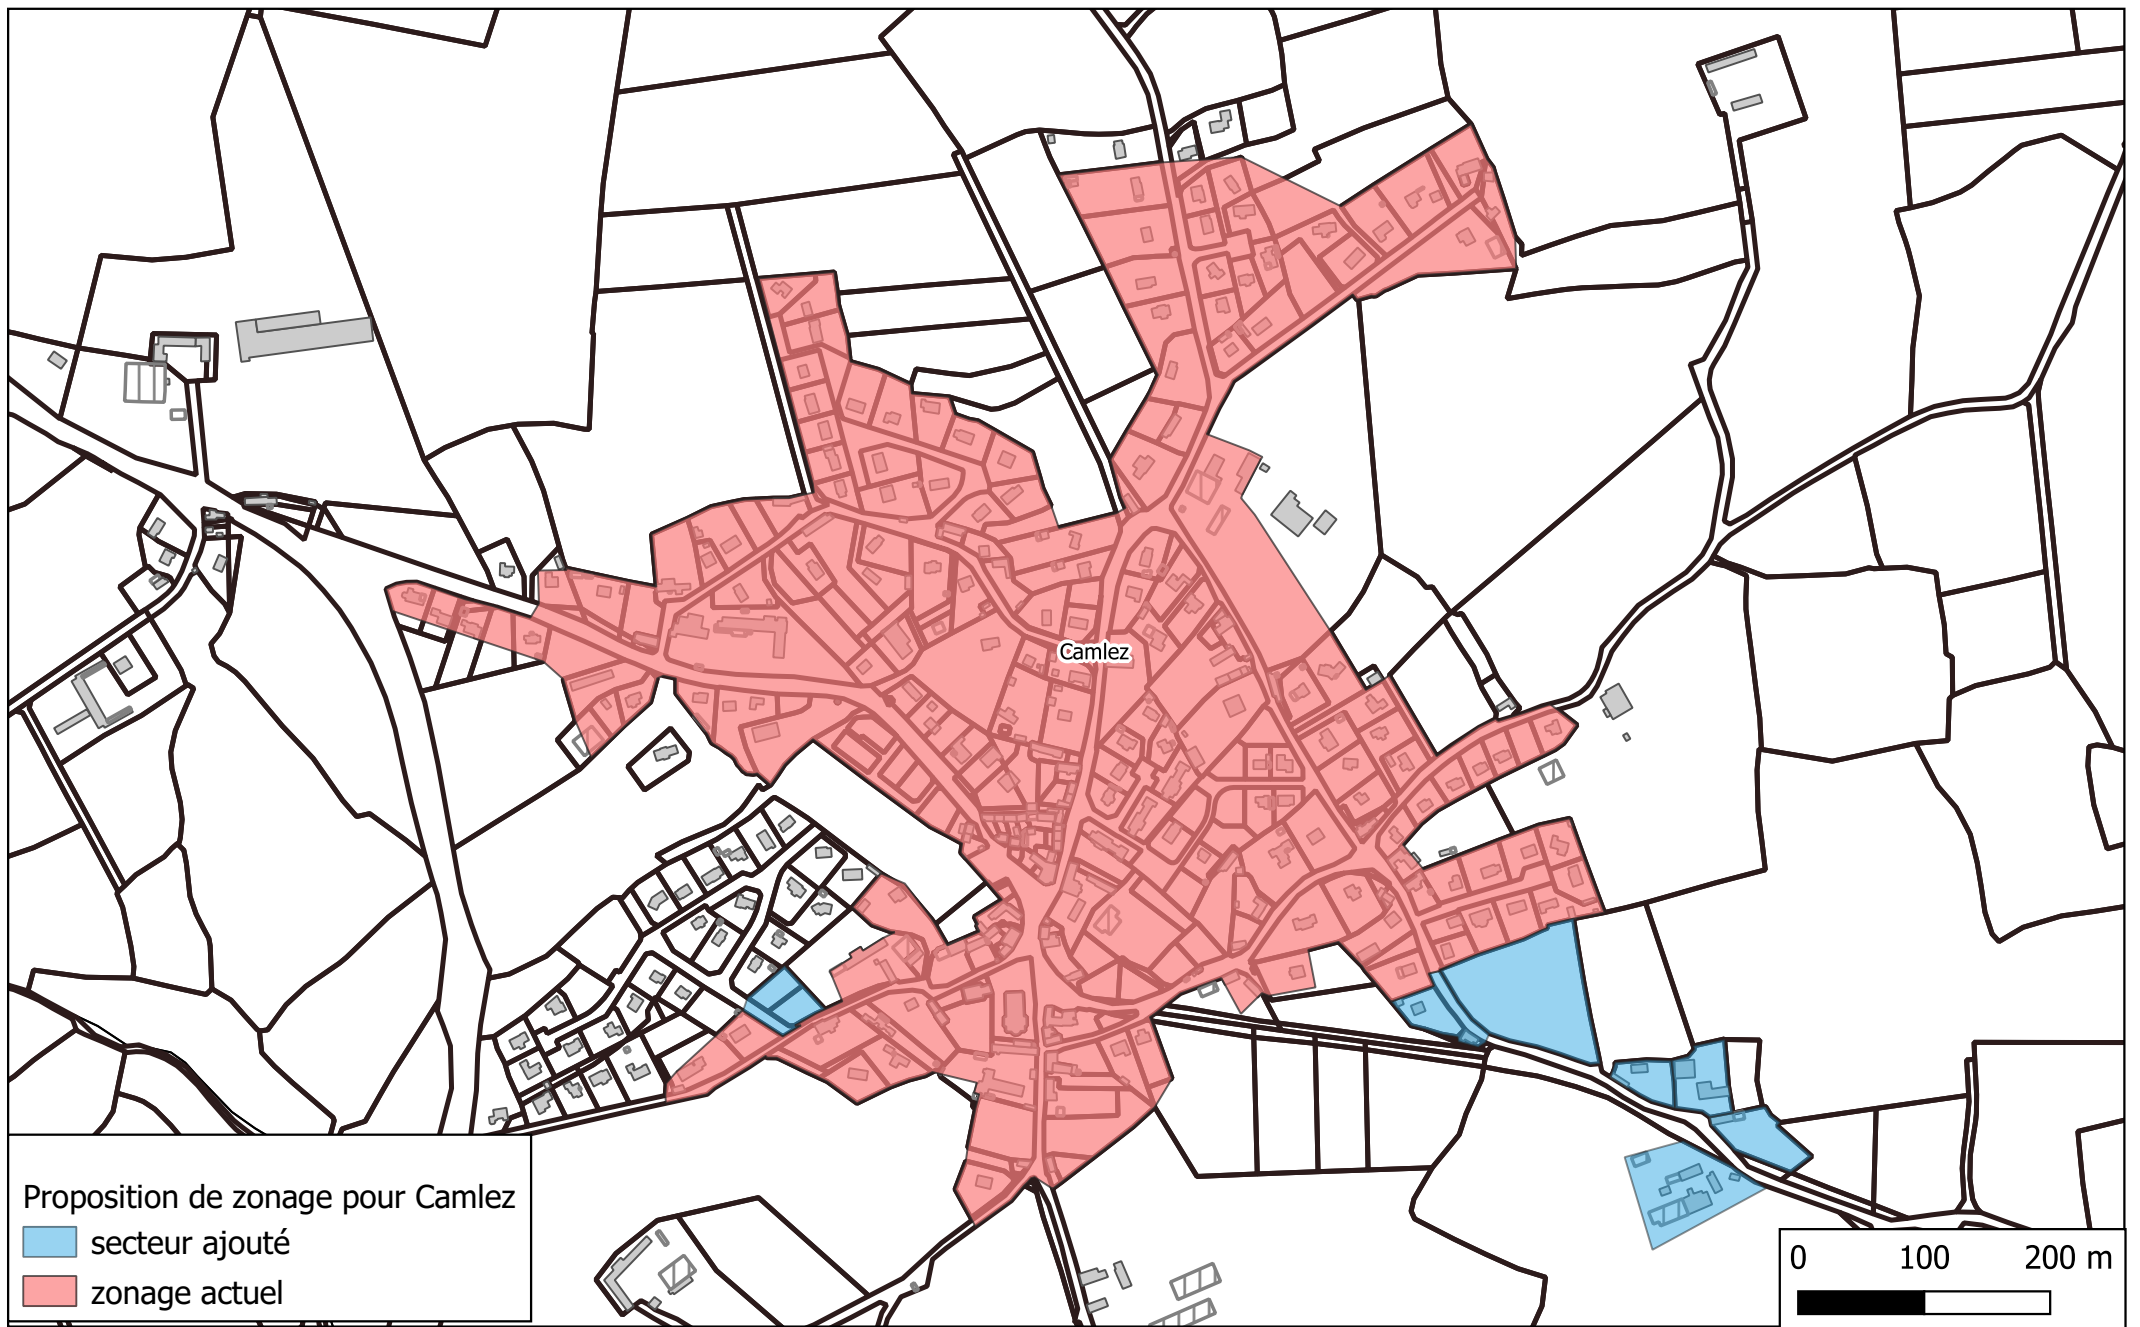 Camlez
Proposition de zonage pour Camlez
secteur ajouté
zonage actuel
0 100 200 m